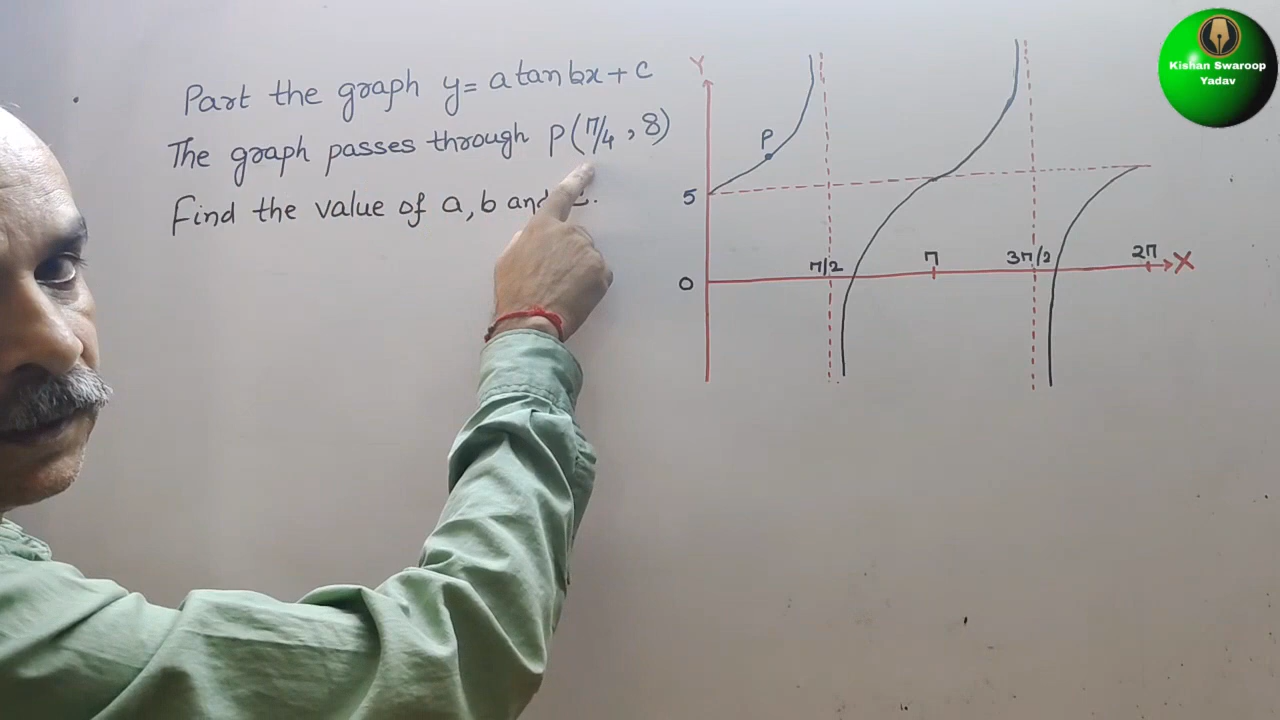 Part the graph y= a tan bx + c
The graph passes through P(π/4, 8)
Find the value of a, b and c.
Y
P
5
π/2
π
3π/2
2π
X
0
Kishan Swaroop
Yadav